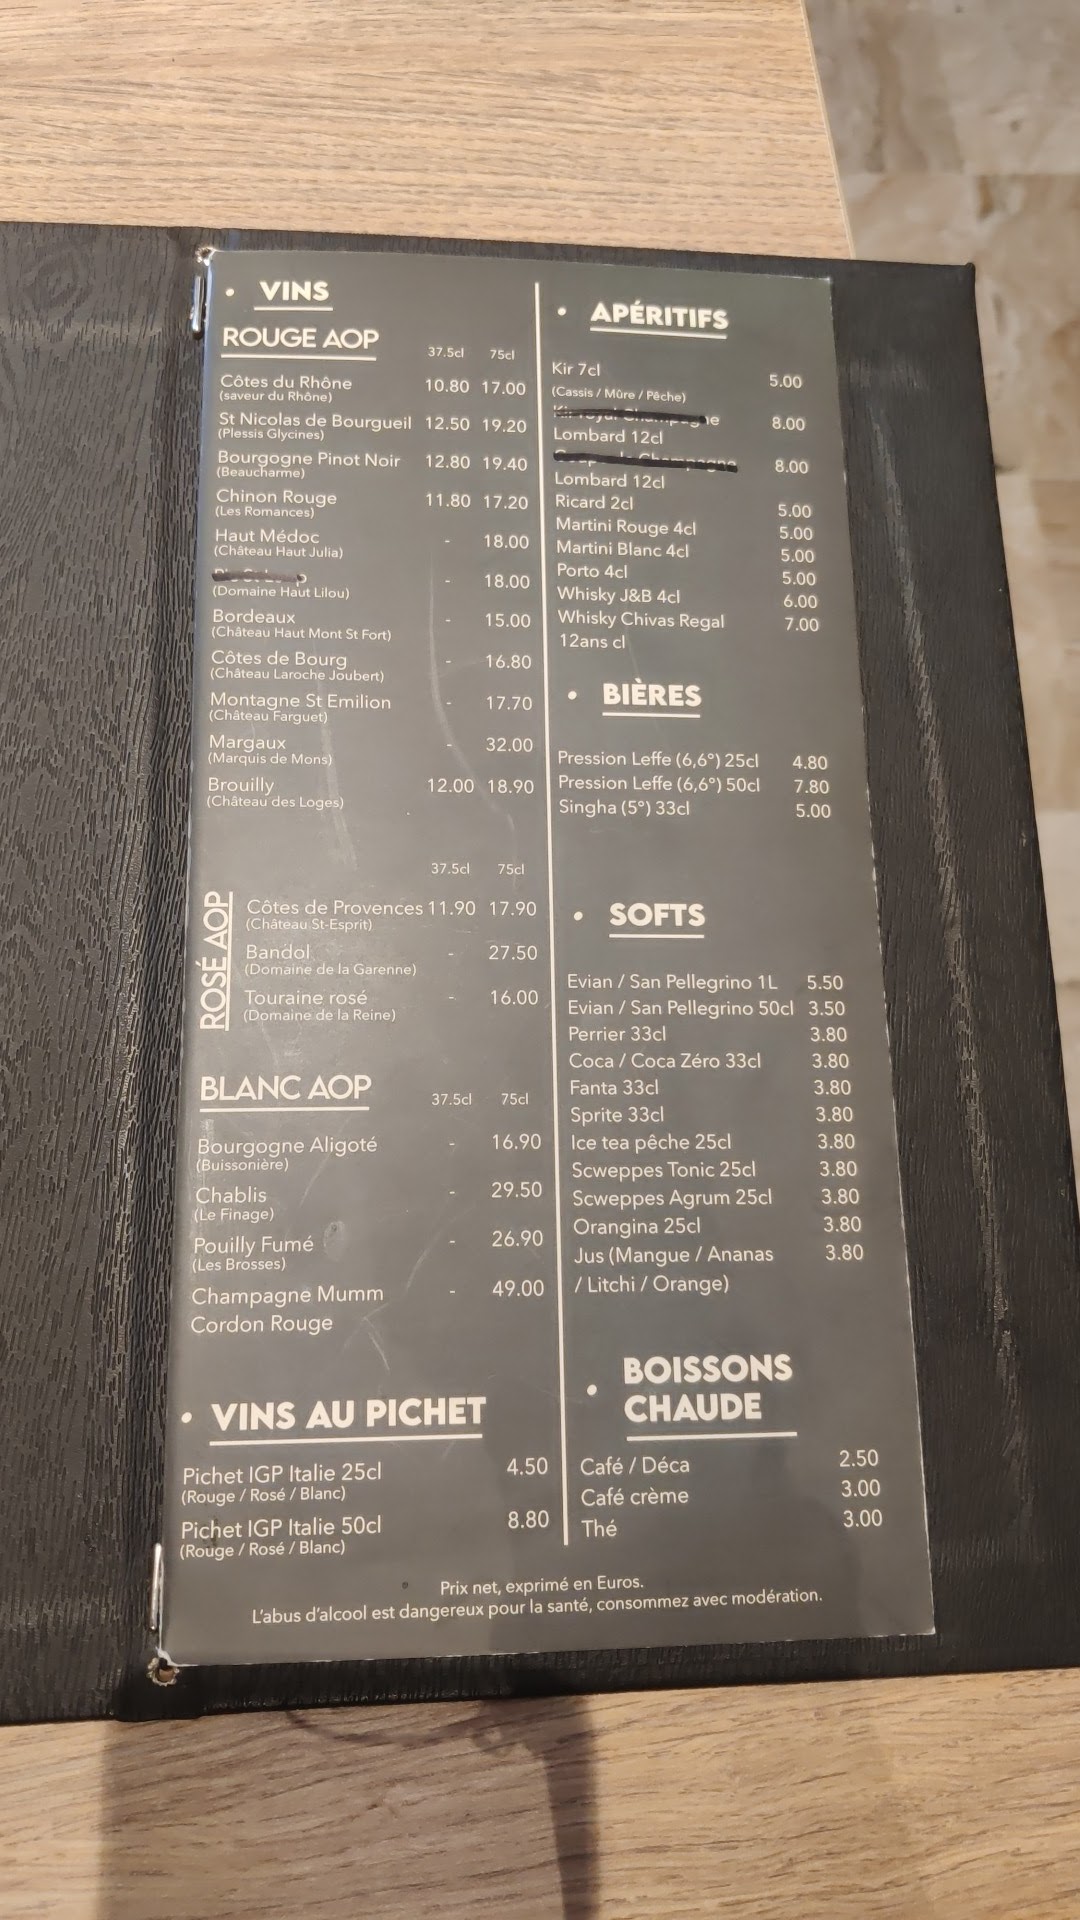 • VINS
ROUGE AOP
37.5cl 75cl
Côtes du Rhône 10.80 17.00
(saveur du Rhône)
St Nicolas de Bourgueil 12.50 19.20
(Plessis Glycines)
Bourgogne Pinot Noir 12.80 19.40
(Beaucharme)
Chinon Rouge 11.80 17.20
(Les Romances)
Haut Médoc - 18.00
(Château Haut Julia)
- 18.00
(Domaine Haut Lilou)
Bordeaux - 15.00
(Château Haut Mont St Fort)
Côtes de Bourg - 16.80
(Château Laroche Joubert)
Montagne St Emilion - 17.70
(Château Farguet)
Margaux - 32.00
(Marquis de Mons)
Brouilly 12.00 18.90
(Château des Loges)
37.5cl 75cl
ROSÉ AOP
Côtes de Provences 11.90 17.90
(Château St-Esprit)
Bandol - 27.50
(Domaine de la Garenne)
Touraine rosé - 16.00
(Domaine de la Reine)
BLANC AOP
37.5cl 75cl
Bourgogne Aligoté - 16.90
(Buissonière)
Chablis - 29.50
(Le Finage)
Pouilly Fumé - 26.90
(Les Brosses)
Champagne Mumm - 49.00
Cordon Rouge
• VINS AU PICHET
Pichet IGP Italie 25cl 4.50
(Rouge / Rosé / Blanc)
Pichet IGP Italie 50cl 8.80
(Rouge / Rosé / Blanc)
• APÉRITIFS
Kir 7cl 5.00
(Cassis / Mûre / Pêche)
Kir royal Champagne 8.00
Lombard 12cl
Champagne 8.00
Lombard 12cl
Ricard 2cl 5.00
Martini Rouge 4cl 5.00
Martini Blanc 4cl 5.00
Porto 4cl 5.00
Whisky J&B 4cl 6.00
Whisky Chivas Regal 7.00
12ans cl
• BIÈRES
Pression Leffe (6,6°) 25cl 4.80
Pression Leffe (6,6°) 50cl 7.80
Singha (5°) 33cl 5.00
• SOFTS
Evian / San Pellegrino 1L 5.50
Evian / San Pellegrino 50cl 3.50
Perrier 33cl 3.80
Coca / Coca Zéro 33cl 3.80
Fanta 33cl 3.80
Sprite 33cl 3.80
Ice tea pêche 25cl 3.80
Scweppes Tonic 25cl 3.80
Scweppes Agrum 25cl 3.80
Orangina 25cl 3.80
Jus (Mangue / Ananas 3.80
/ Litchi / Orange)
• BOISSONS
CHAUDE
Café / Déca 2.50
Café crème 3.00
Thé 3.00
Prix net, exprimé en Euros.
L'abus d'alcool est dangereux pour la santé, consommez avec modération.